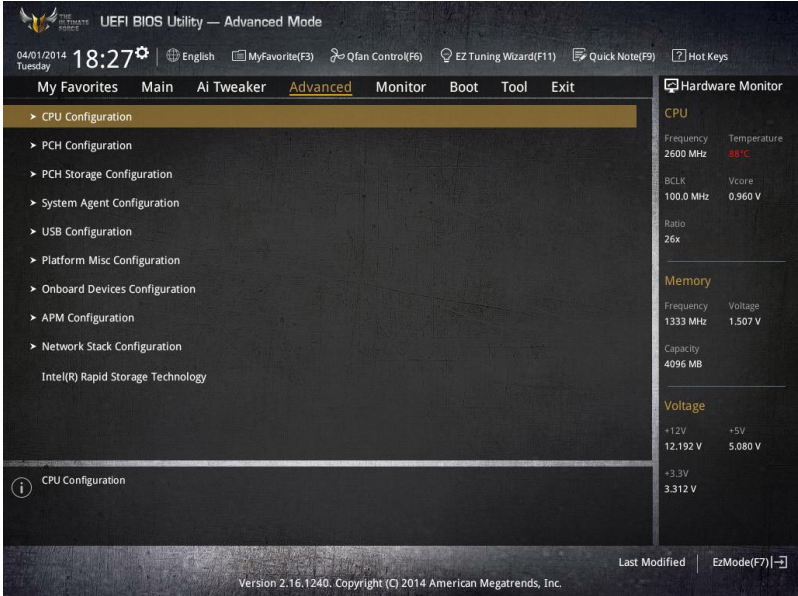 THE ULTIMATE FORCE
UEFI BIOS Utility — Advanced Mode
04/01/2014
Tuesday
18:27
English
MyFavorite(F3)
Qfan Control(F6)
EZ Tuning Wizard(F11)
Quick Note(F9)
? Hot Keys
My Favorites Main Ai Tweaker Advanced Monitor Boot Tool Exit
Hardware Monitor
> CPU Configuration
> PCH Configuration
> PCH Storage Configuration
> System Agent Configuration
> USB Configuration
> Platform Misc Configuration
> Onboard Devices Configuration
> APM Configuration
> Network Stack Configuration
Intel(R) Rapid Storage Technology
CPU
Frequency Temperature
2600 MHz 88°C
BCLK Vcore
100.0 MHz 0.960 V
Ratio
26x
Memory
Frequency Voltage
1333 MHz 1.507 V
Capacity
4096 MB
Voltage
+12V +5V
12.192 V 5.080 V
+3.3V
3.312 V
i
CPU Configuration
Last Modified
EzMode(F7)
Version 2.16.1240. Copyright (C) 2014 American Megatrends, Inc.